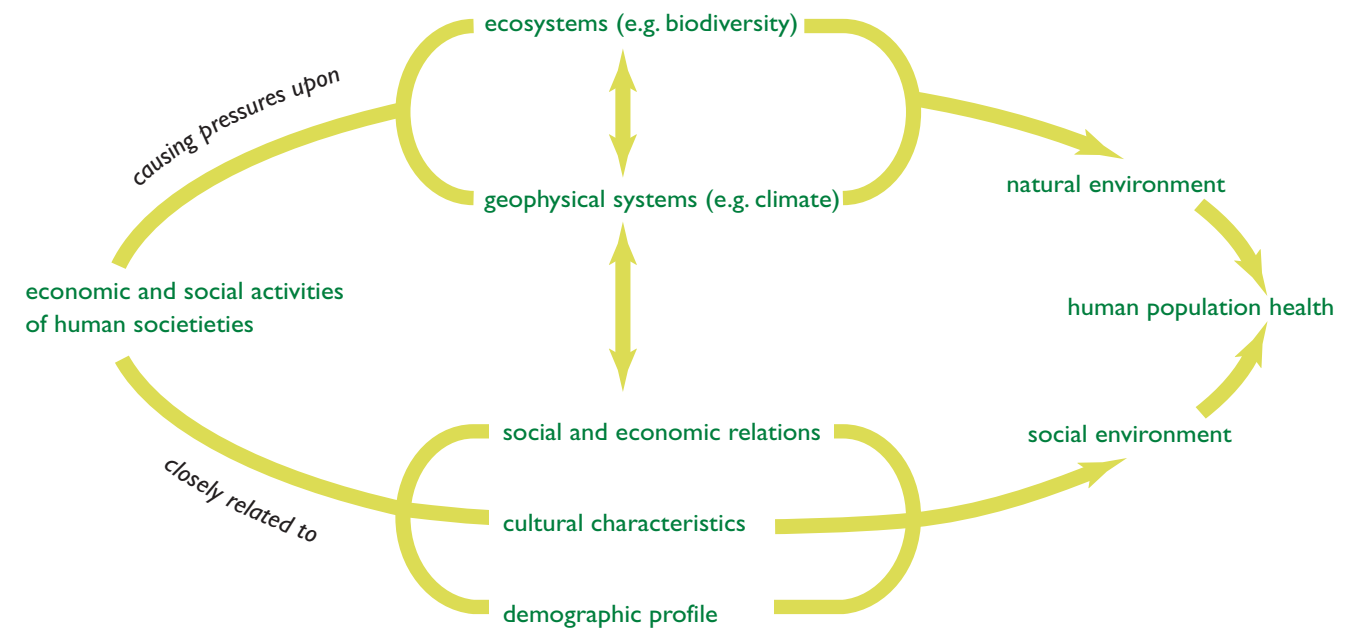 ecosystems (e.g. biodiversity)
causing pressures upon
geophysical systems (e.g. climate)
natural environment
economic and social activities
of human societieties
human population health
social and economic relations
social environment
closely related to
cultural characteristics
demographic profile